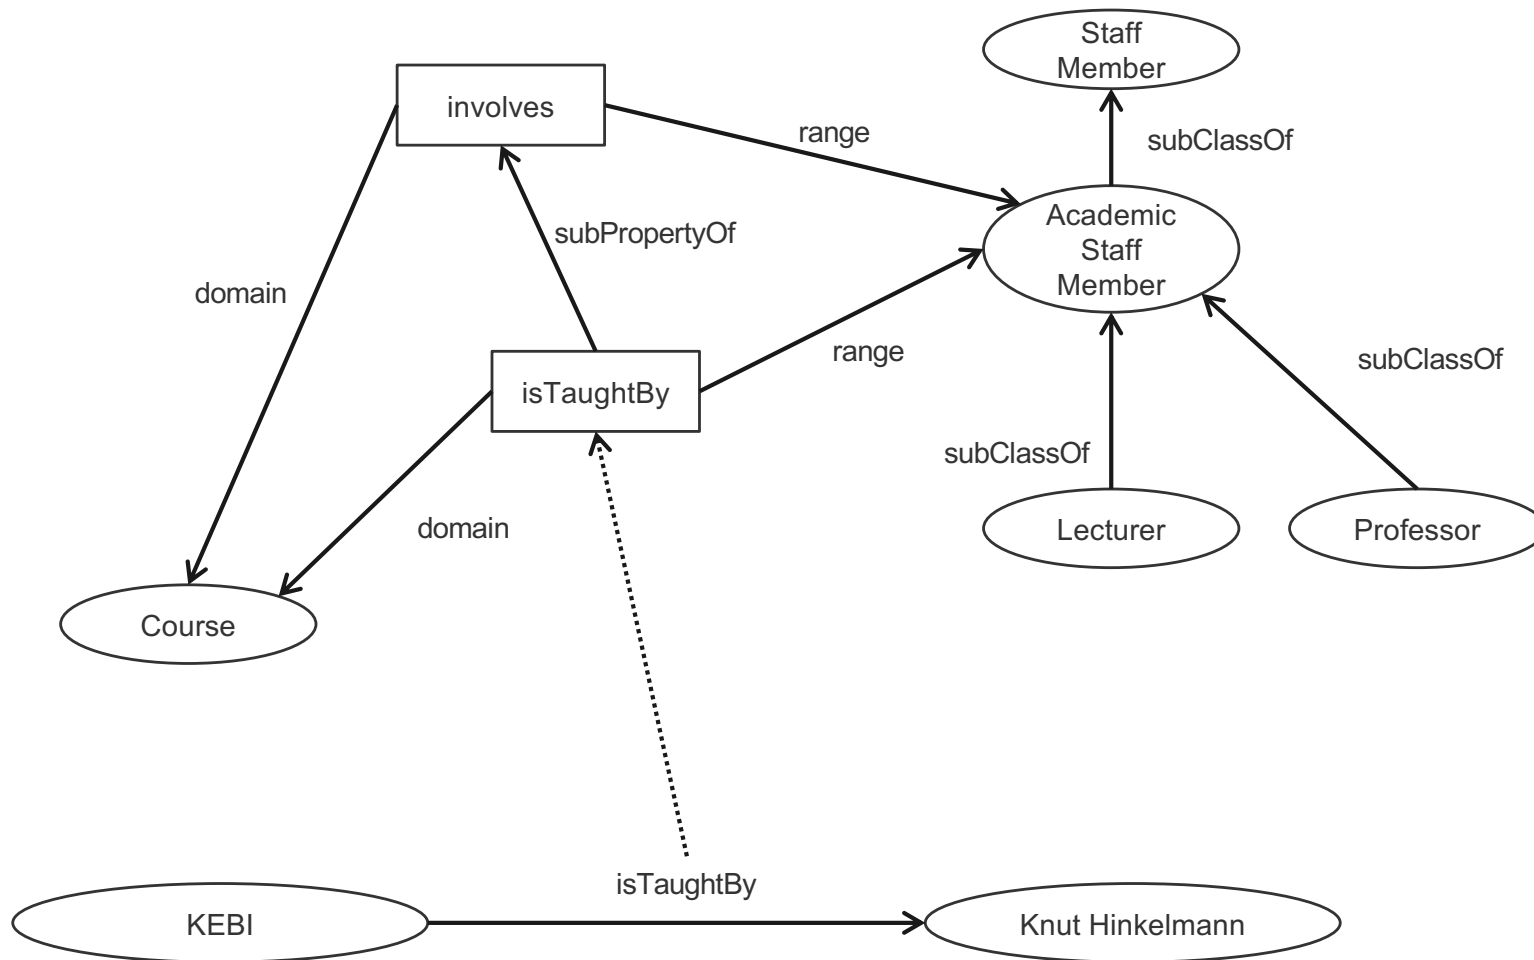 Staff
Member
involves
range
subClassOf
Academic
Staff
Member
subPropertyOf
domain
range
subClassOf
isTaughtBy
subClassOf
domain
Lecturer
Professor
Course
isTaughtBy
KEBI
Knut Hinkelmann